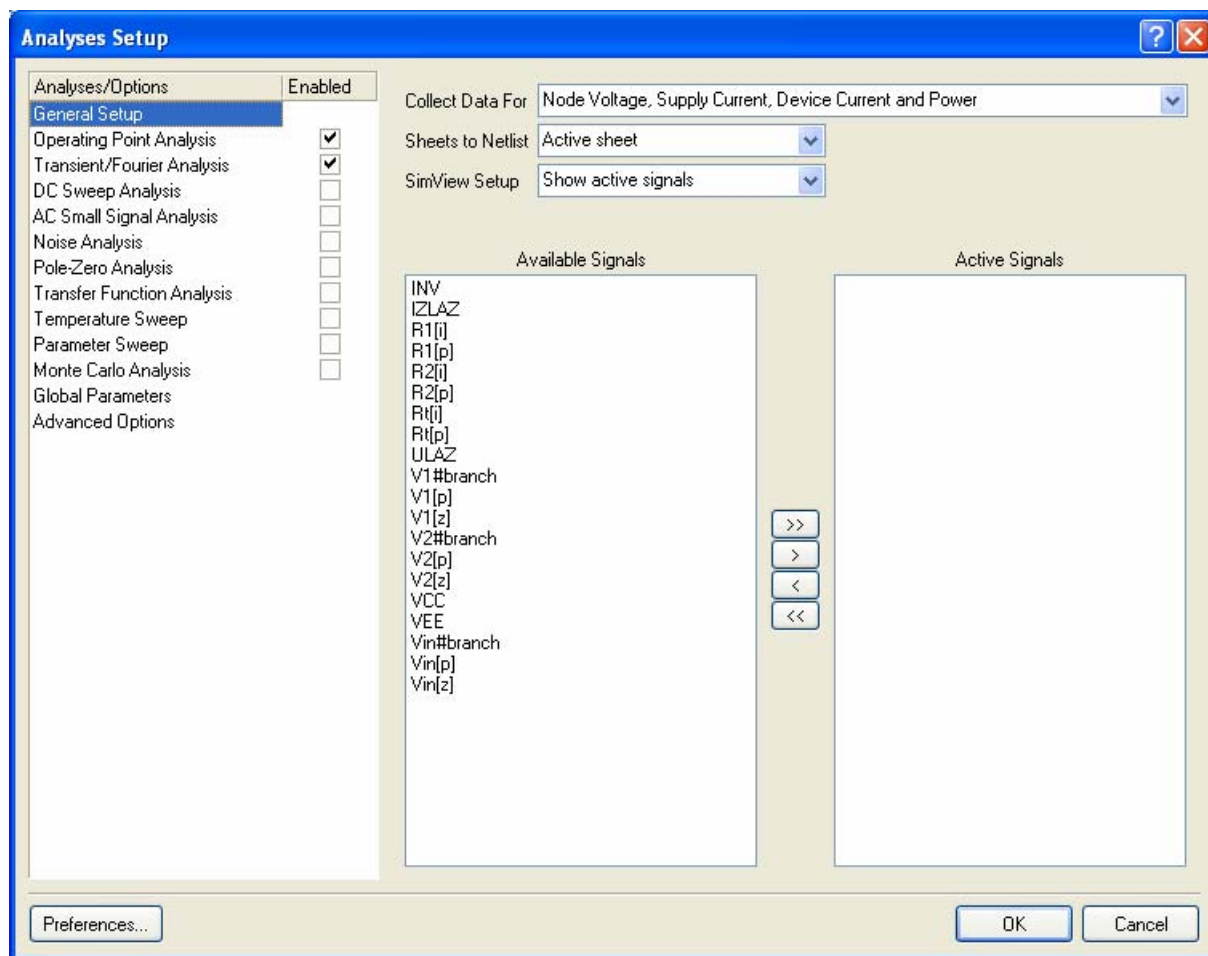 Analyses Setup
Analyses/Options Enabled
General Setup
Operating Point Analysis
Transient/Fourier Analysis
DC Sweep Analysis
AC Small Signal Analysis
Noise Analysis
Pole-Zero Analysis
Transfer Function Analysis
Temperature Sweep
Parameter Sweep
Monte Carlo Analysis
Global Parameters
Advanced Options
Collect Data For Node Voltage, Supply Current, Device Current and Power
Sheets to Netlist Active sheet
SimView Setup Show active signals
Available Signals
INV
IZLAZ
R1[i]
R1[p]
R2[i]
R2[p]
Rt[i]
Rt[p]
ULAZ
V1#branch
V1[p]
V1[z]
V2#branch
V2[p]
V2[z]
VCC
VEE
Vin#branch
Vin[p]
Vin[z]
>>
>
<
<<
Active Signals
Preferences...
OK
Cancel